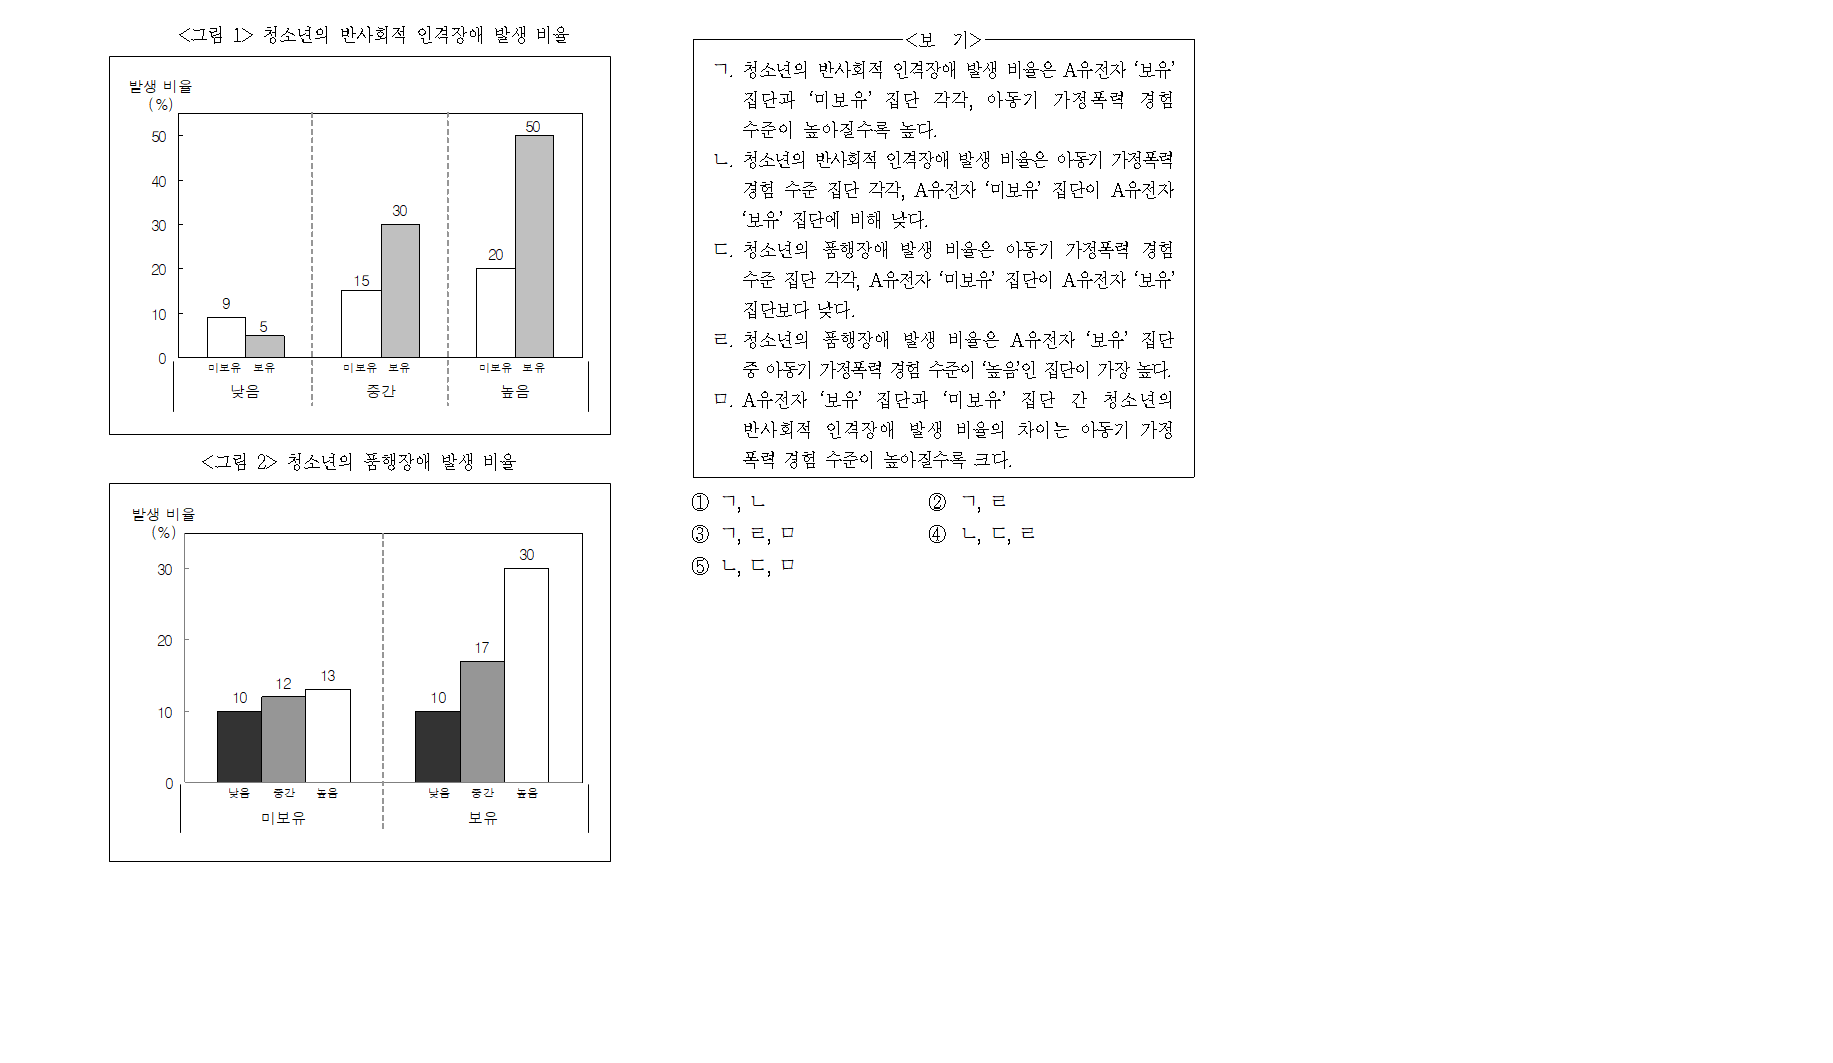 <그림 1> 청소년의 반사회적 인격장애 발생 비율
발생 비율
(%)
50
40
30
20
10
0
9
5
15
30
20
50
미보유 보유
미보유 보유
미보유 보유
낮음
중간
높음
<그림 2> 청소년의 품행장애 발생 비율
발생 비율
(%)
30
20
10
0
10
12
13
10
17
30
낮음 중간 높음
낮음 중간 높음
미보유
보유
<보 기>
ㄱ. 청소년의 반사회적 인격장애 발생 비율은 A유전자 ‘보유’
집단과 ‘미보유’ 집단 각각, 아동기 가정폭력 경험
수준이 높아질수록 높다.
ㄴ. 청소년의 반사회적 인격장애 발생 비율은 아동기 가정폭력
경험 수준 집단 각각, A유전자 ‘미보유’ 집단이 A유전자
‘보유’ 집단에 비해 낮다.
ㄷ. 청소년의 품행장애 발생 비율은 아동기 가정폭력 경험
수준 집단 각각, A유전자 ‘미보유’ 집단이 A유전자 ‘보유’
집단보다 낮다.
ㄹ. 청소년의 품행장애 발생 비율은 A유전자 ‘보유’ 집단
중 아동기 가정폭력 경험 수준이 ‘높음’인 집단이 가장 높다.
ㅁ. A유전자 ‘보유’ 집단과 ‘미보유’ 집단 간 청소년의
반사회적 인격장애 발생 비율의 차이는 아동기 가정
폭력 경험 수준이 높아질수록 크다.
① ㄱ, ㄴ
② ㄱ, ㄹ
③ ㄱ, ㄹ, ㅁ
④ ㄴ, ㄷ, ㄹ
⑤ ㄴ, ㄷ, ㅁ